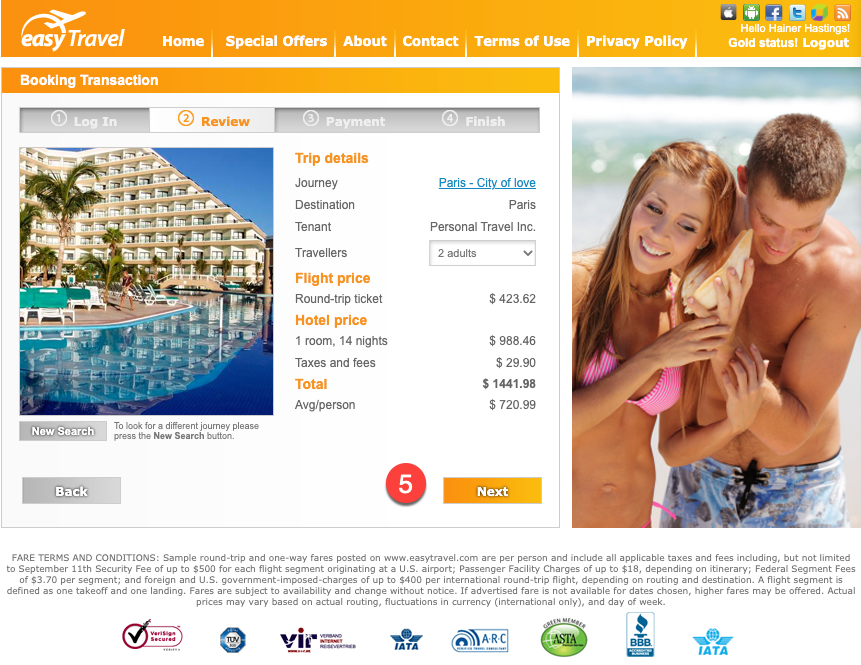 easyTravel
Home
Special Offers
About
Contact
Terms of Use
Privacy Policy
Hello Hainer Hastings!
Gold status! Logout
Booking Transaction
1 Log In
2 Review
3 Payment
4 Finish
Trip details
Journey Paris - City of love
Destination Paris
Tenant Personal Travel Inc.
Travellers 2 adults
Flight price
Round-trip ticket $ 423.62
Hotel price
1 room, 14 nights $ 988.46
Taxes and fees $ 29.90
Total $ 1441.98
Avg/person $ 720.99
New Search
To look for a different journey please
press the New Search button.
Back
5
Next
FARE TERMS AND CONDITIONS: Sample round-trip and one-way fares posted on www.easytravel.com are per person and include all applicable taxes and fees including, but not limited
to September 11th Security Fee of up to $500 for each flight segment originating at a U.S. airport; Passenger Facility Charges of up to $18, depending on itinerary; Federal Segment Fees
of $3.70 per segment; and foreign and U.S. government-imposed-charges of up to $400 per international round-trip flight, depending on routing and destination. A flight segment is
defined as one takeoff and one landing. Fares are subject to availability and change without notice. If advertised fare is not available for dates chosen, higher fares may be offered. Actual
prices may vary based on actual routing, fluctuations in currency (international only), and day of week.
VeriSign
Secured
VERIFY
TÜV
vir
VERBAND
INTERNET
REISEVERTRIEB
IATA
A·R·C
GREEN MEMBER
ASTA
BBB
ACCREDITED
BUSINESS
IATA